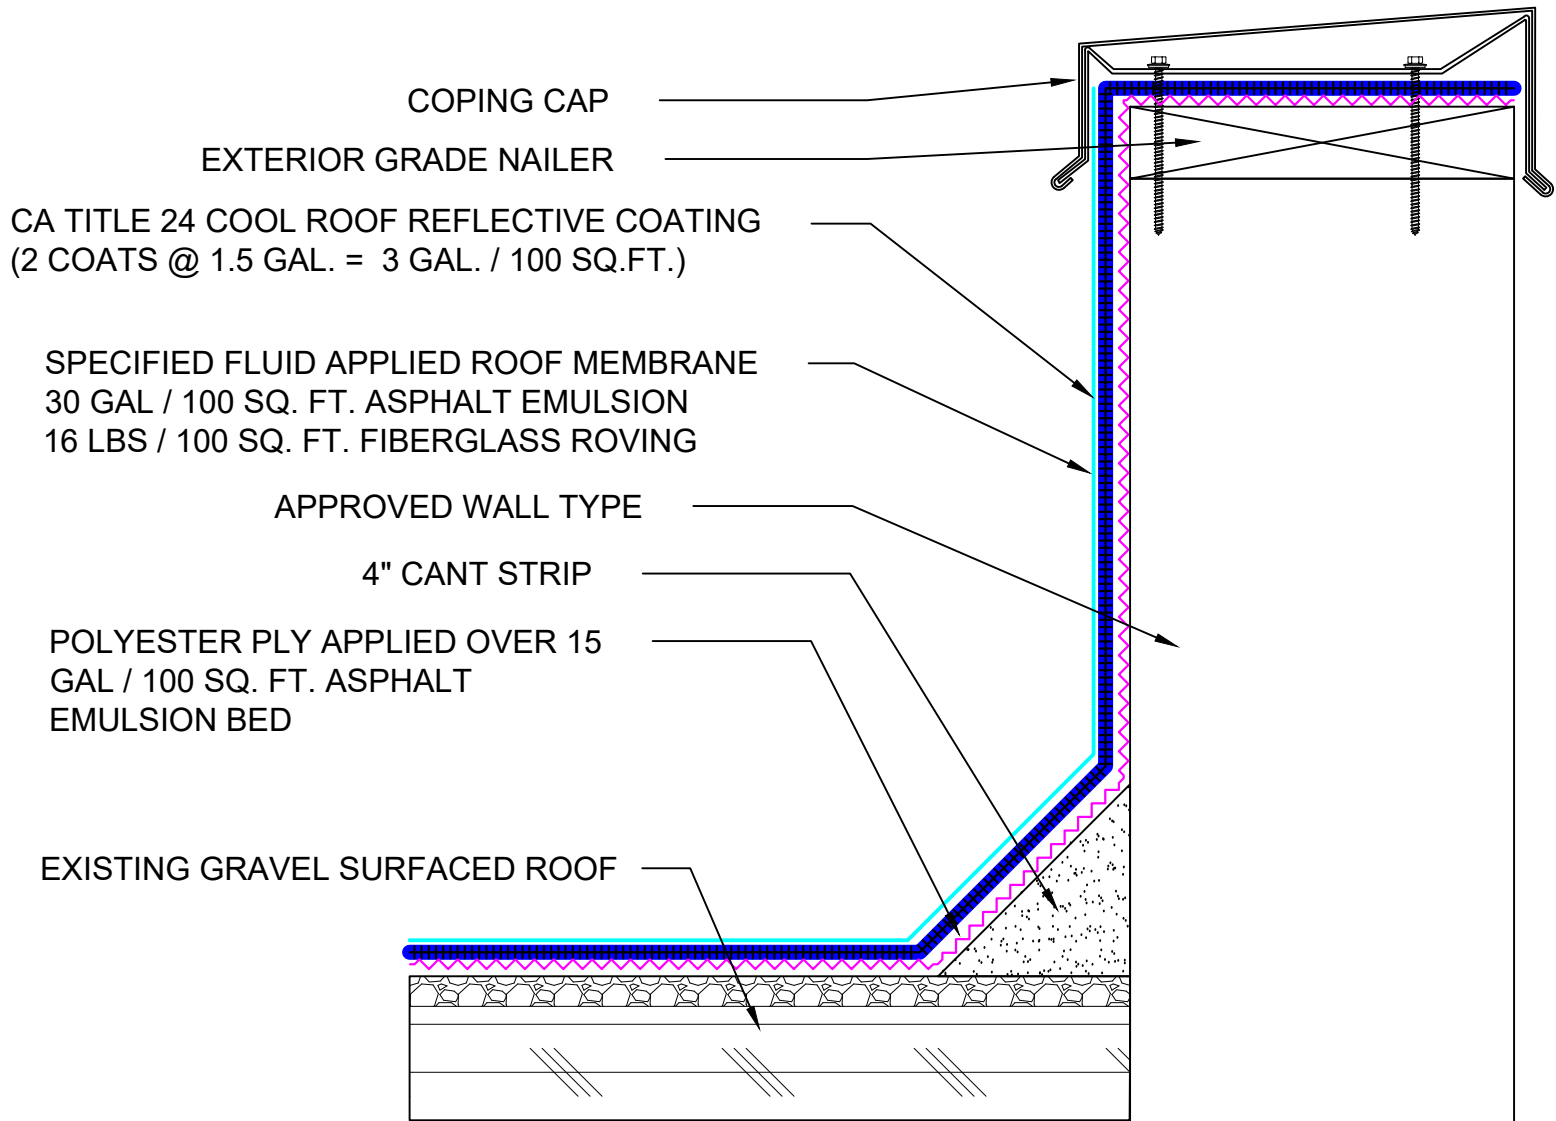 COPING CAP
EXTERIOR GRADE NAILER
CA TITLE 24 COOL ROOF REFLECTIVE COATING
(2 COATS @ 1.5 GAL. = 3 GAL. / 100 SQ.FT.)
SPECIFIED FLUID APPLIED ROOF MEMBRANE
30 GAL / 100 SQ. FT. ASPHALT EMULSION
16 LBS / 100 SQ. FT. FIBERGLASS ROVING
APPROVED WALL TYPE
4" CANT STRIP
POLYESTER PLY APPLIED OVER 15
GAL / 100 SQ. FT. ASPHALT
EMULSION BED
EXISTING GRAVEL SURFACED ROOF